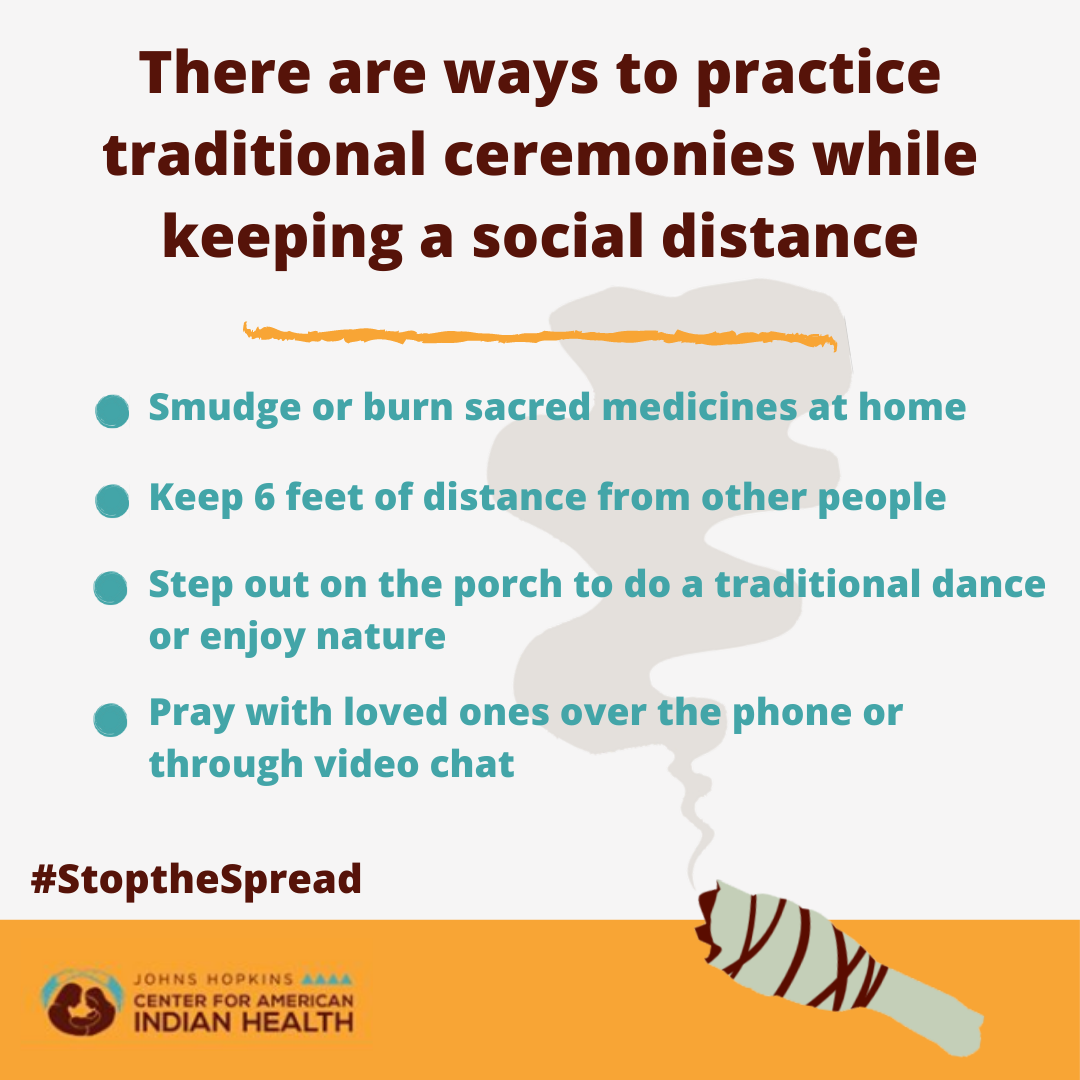 There are ways to practice
traditional ceremonies while
keeping a social distance
Smudge or burn sacred medicines at home
Keep 6 feet of distance from other people
Step out on the porch to do a traditional dance
or enjoy nature
Pray with loved ones over the phone or
through video chat
#StoptheSpread
JOHNS HOPKINS
CENTER FOR AMERICAN
INDIAN HEALTH